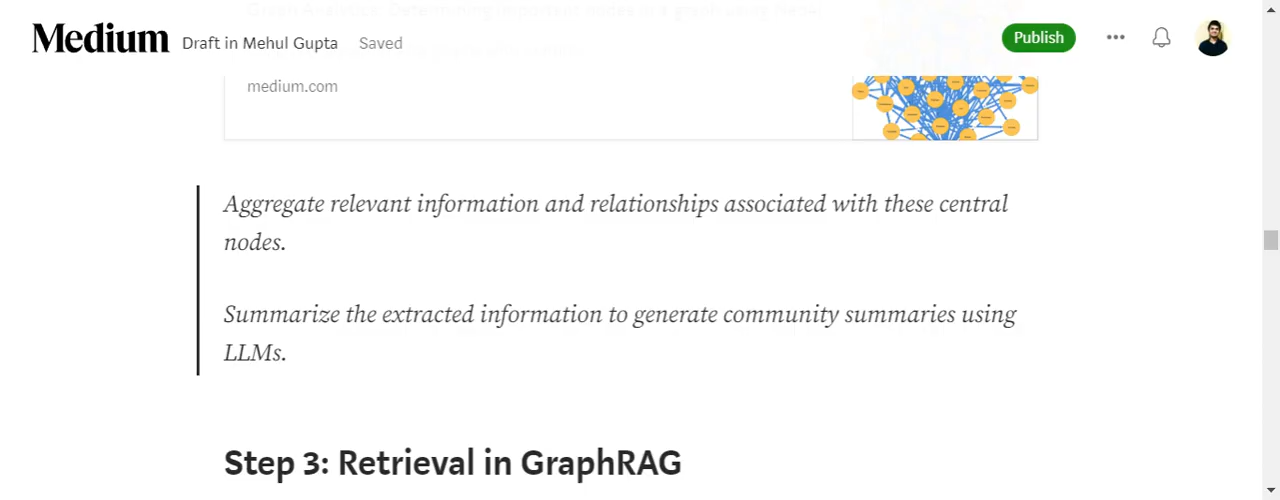 Medium Draft in Mehul Gupta Saved Publish
medium.com
Aggregate relevant information and relationships associated with these central
nodes.
Summarize the extracted information to generate community summaries using
LLMs.
Step 3: Retrieval in GraphRAG